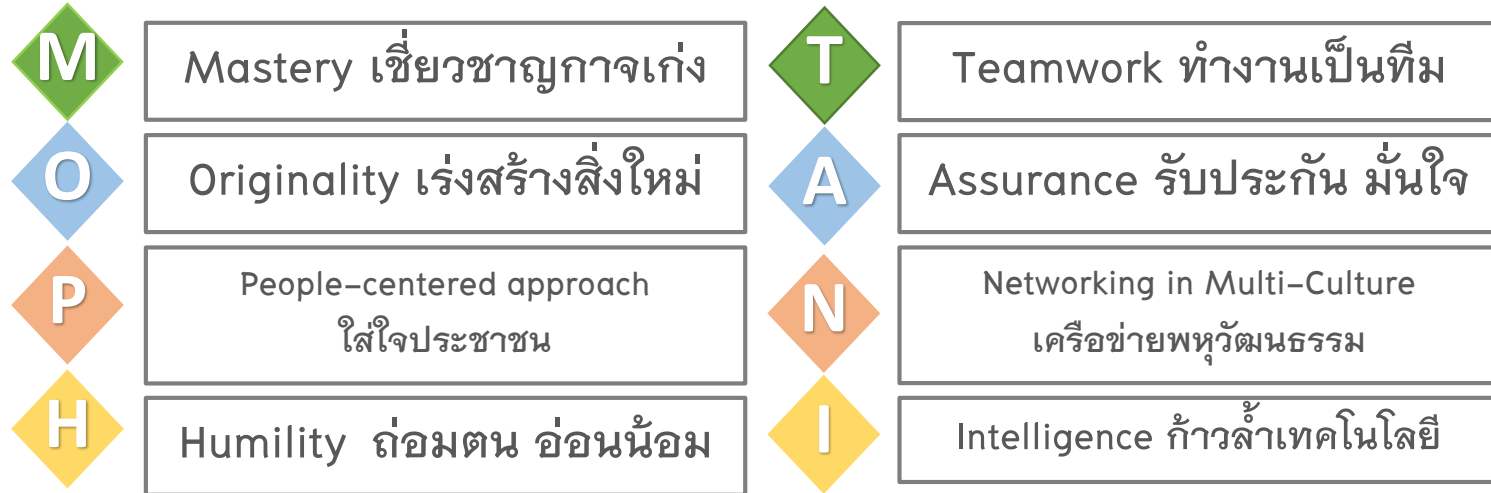 M
Mastery เชี่ยวชาญกาจเก่ง
O
Originality เร่งสร้างสิ่งใหม่
P
People-centered approach
ใส่ใจประชาชน
H
Humility ถ่อมตน อ่อนน้อม
T
Teamwork ทำงานเป็นทีม
A
Assurance รับประกัน มั่นใจ
N
Networking in Multi-Culture
เครือข่ายพหุวัฒนธรรม
I
Intelligence ก้าวล้ำเทคโนโลยี